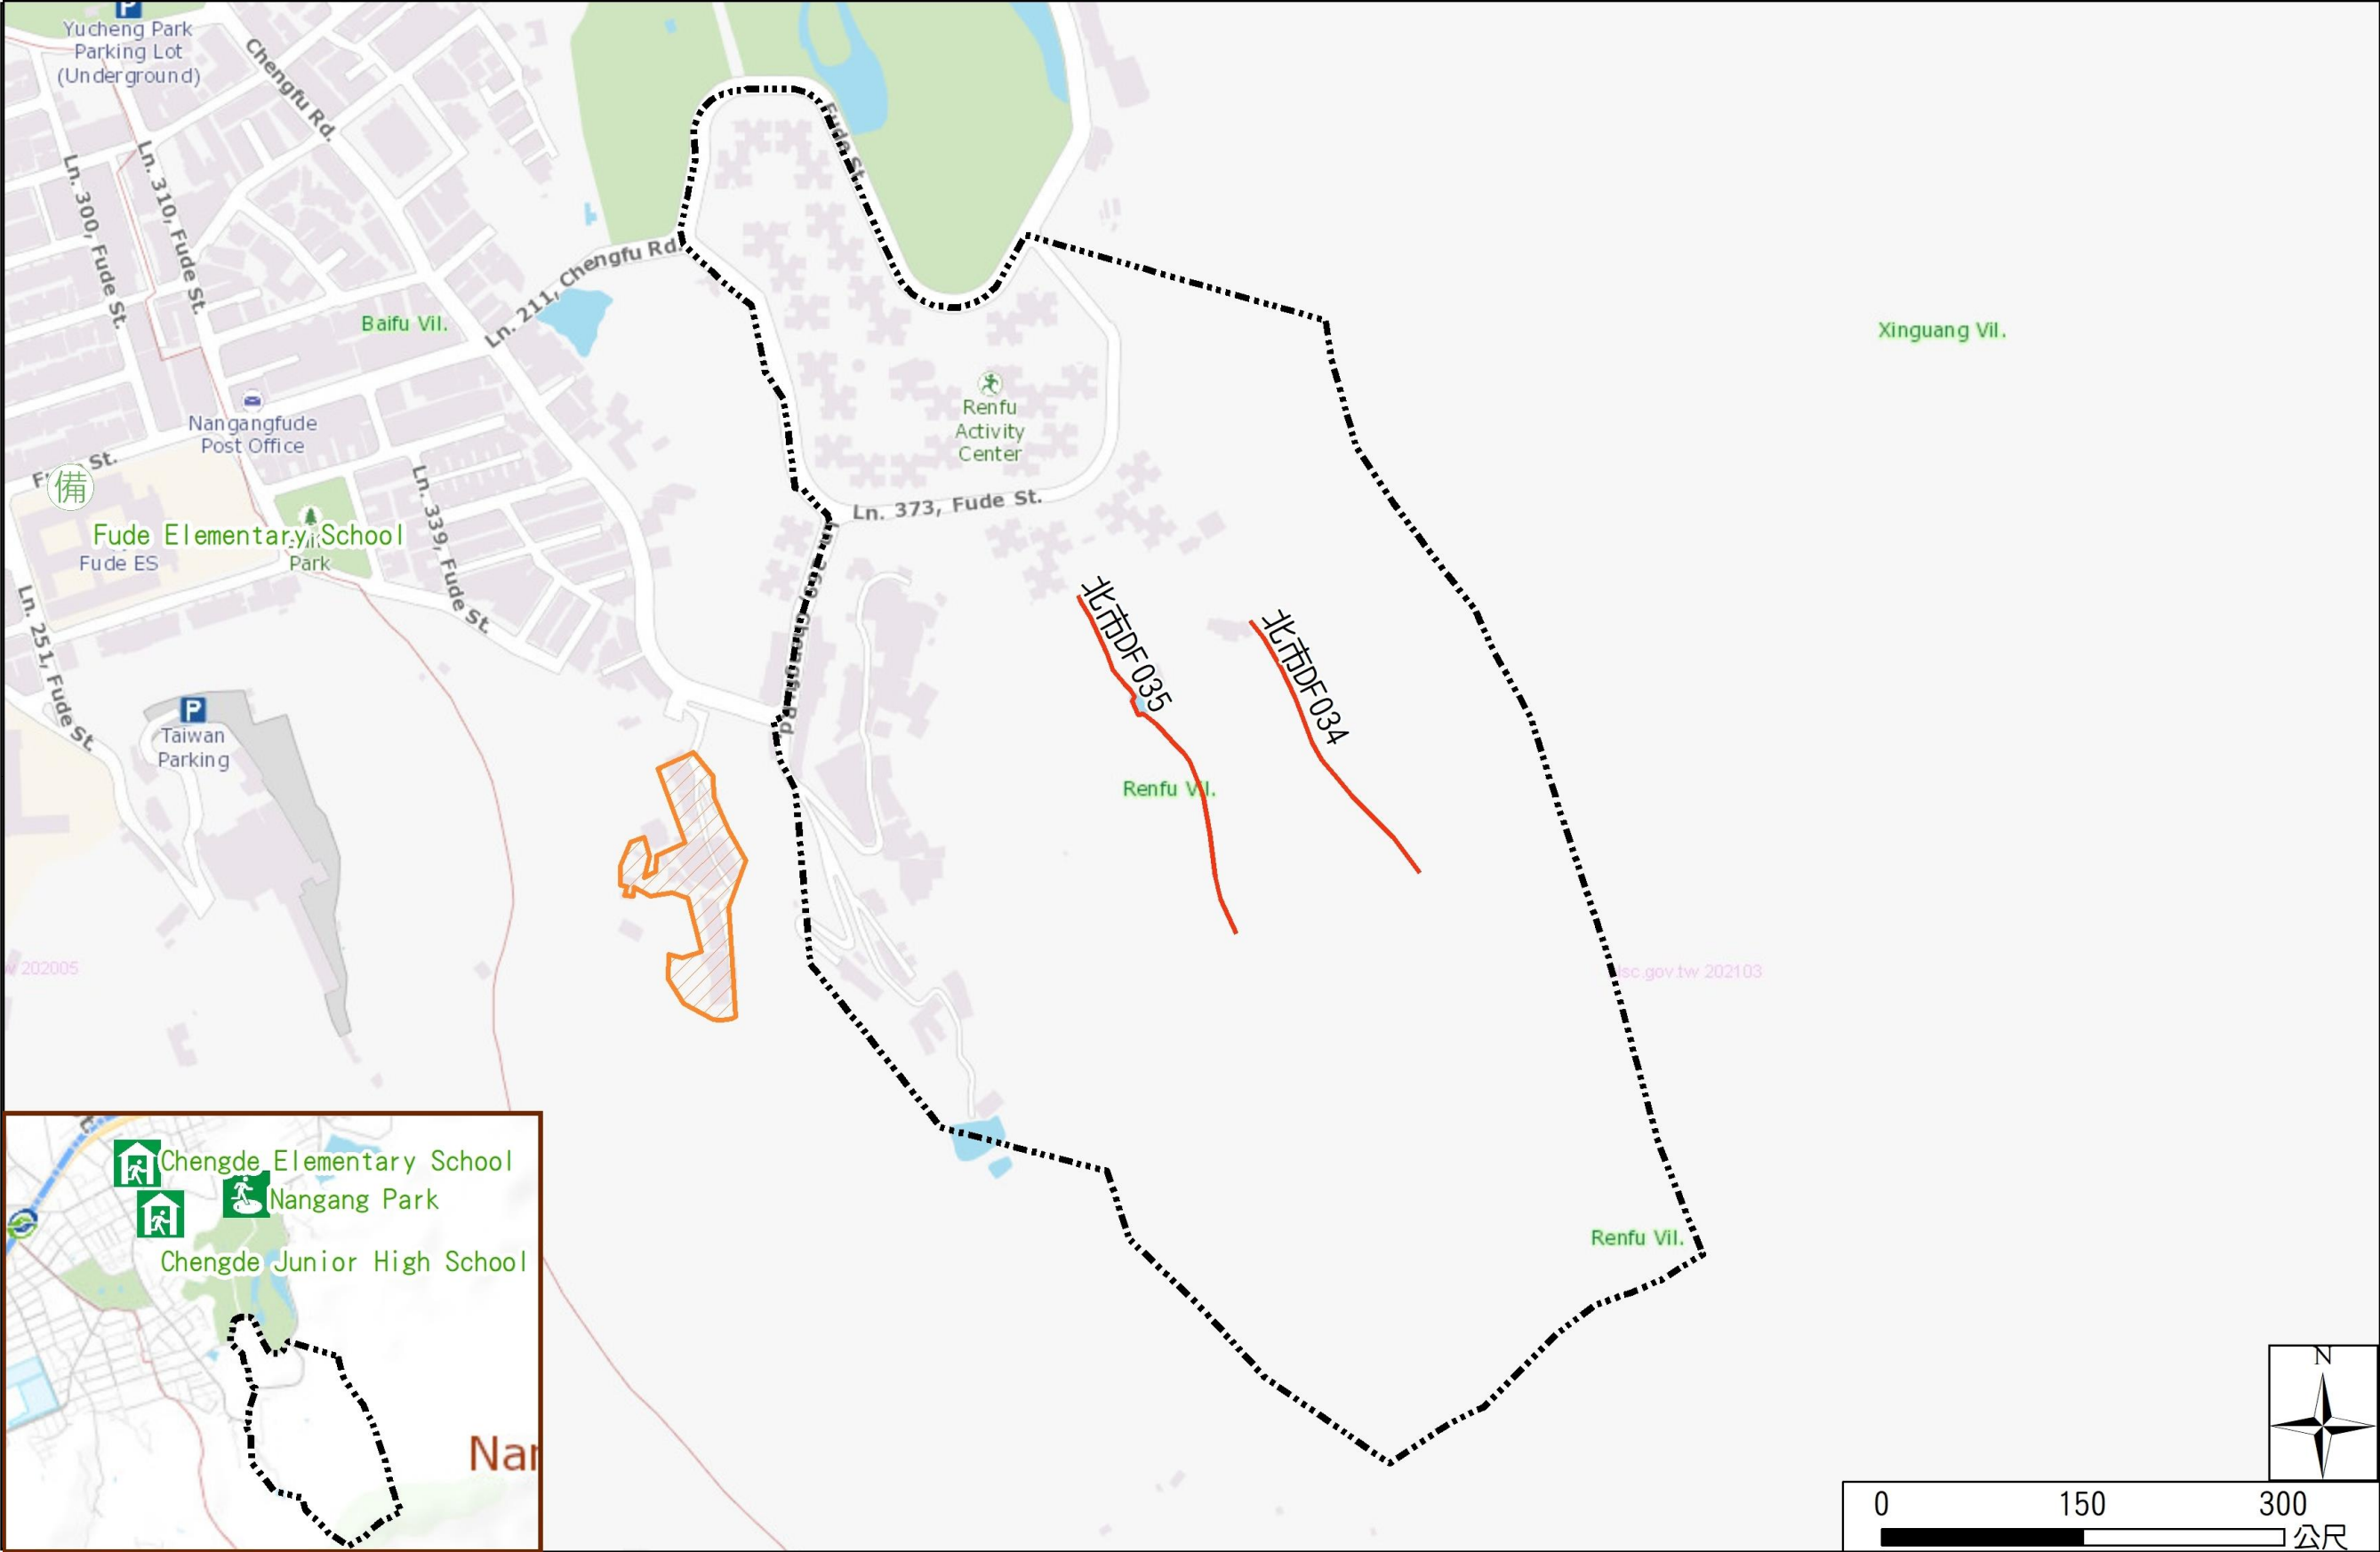 P
Yucheng Park
Parking Lot
(Underground)
Chengfu Rd.
Ln. 300, Fude St.
Ln. 310, Fude St.
Fude St.
Ln. 211, Chengfu Rd.
Baifu Vil.
Xinguang Vil.
Nangangfude
Post Office
Renfu
Activity
Center
備
Fude Elementary School
Fude ES
Park
Ln. 339, Fude St.
Ln. 373, Fude St.
Ln. 251, Fude St.
P
Taiwan
Parking
北市DF035
北市DF034
Renfu Vil.
202005
lsc.gov.tw 202103
Renfu Vil.
Chengde Elementary School
Nangang Park
Chengde Junior High School
Nan
N
0 150 300
公尺